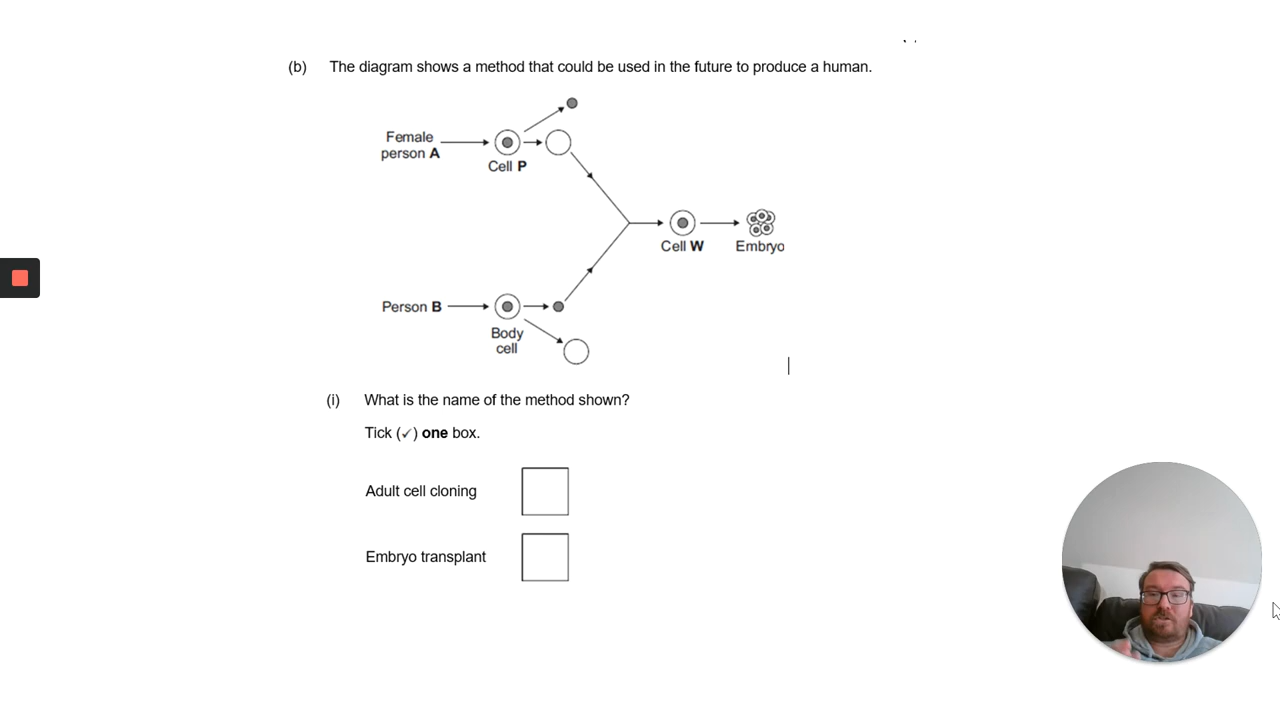 (b) The diagram shows a method that could be used in the future to produce a human.
Female
person A
Cell P
Cell W
Embryo
Person B
Body
cell
(i) What is the name of the method shown?
Tick (✓) one box.
Adult cell cloning
Embryo transplant